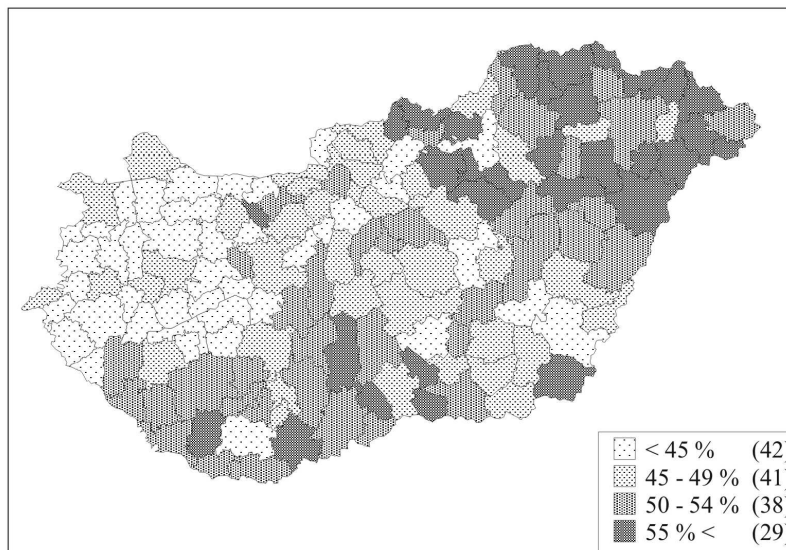 < 45 % (42)
45 - 49 % (41)
50 - 54 % (38)
55 % < (29)